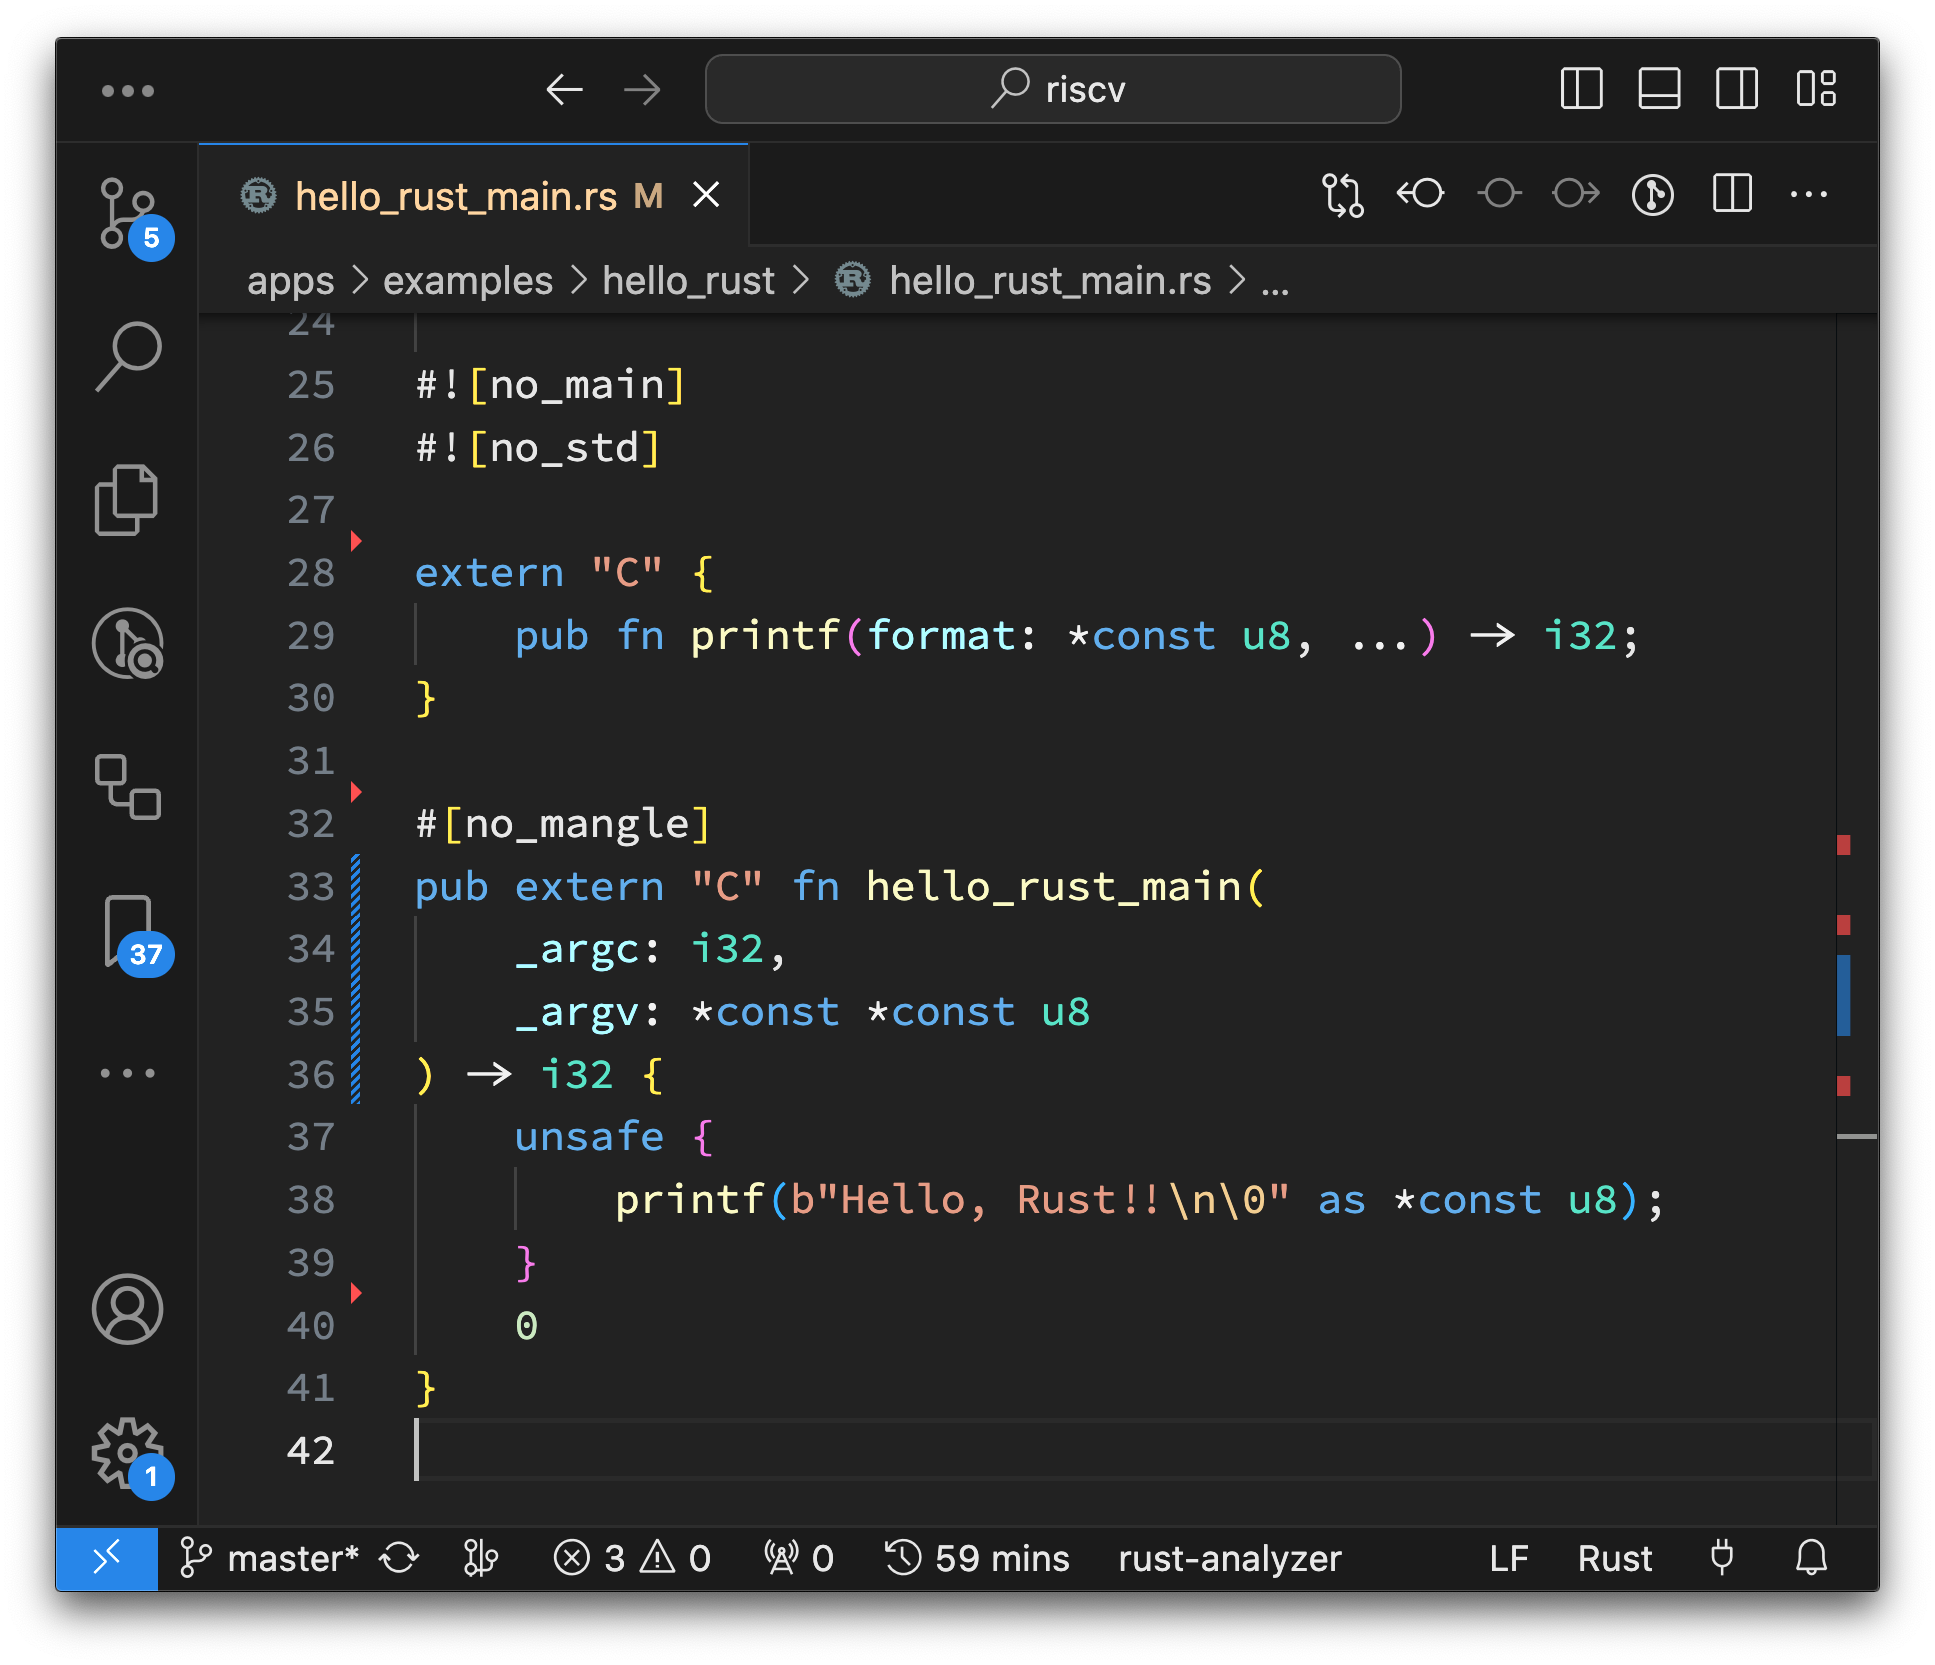 riscv
5
hello_rust_main.rs M
apps > examples > hello_rust > hello_rust_main.rs > ...
24
25 #![no_main]
26 #![no_std]
27
28 extern "C" {
29     pub fn printf(format: *const u8, ...) -> i32;
30 }
31
32 #[no_mangle]
33 pub extern "C" fn hello_rust_main(
34     _argc: i32,
35     _argv: *const *const u8
36 ) -> i32 {
37     unsafe {
38         printf(b"Hello, Rust!!\n\0" as *const u8);
39     }
40     0
41 }
42
37
1
master* 3 0 0 59 mins rust-analyzer LF Rust